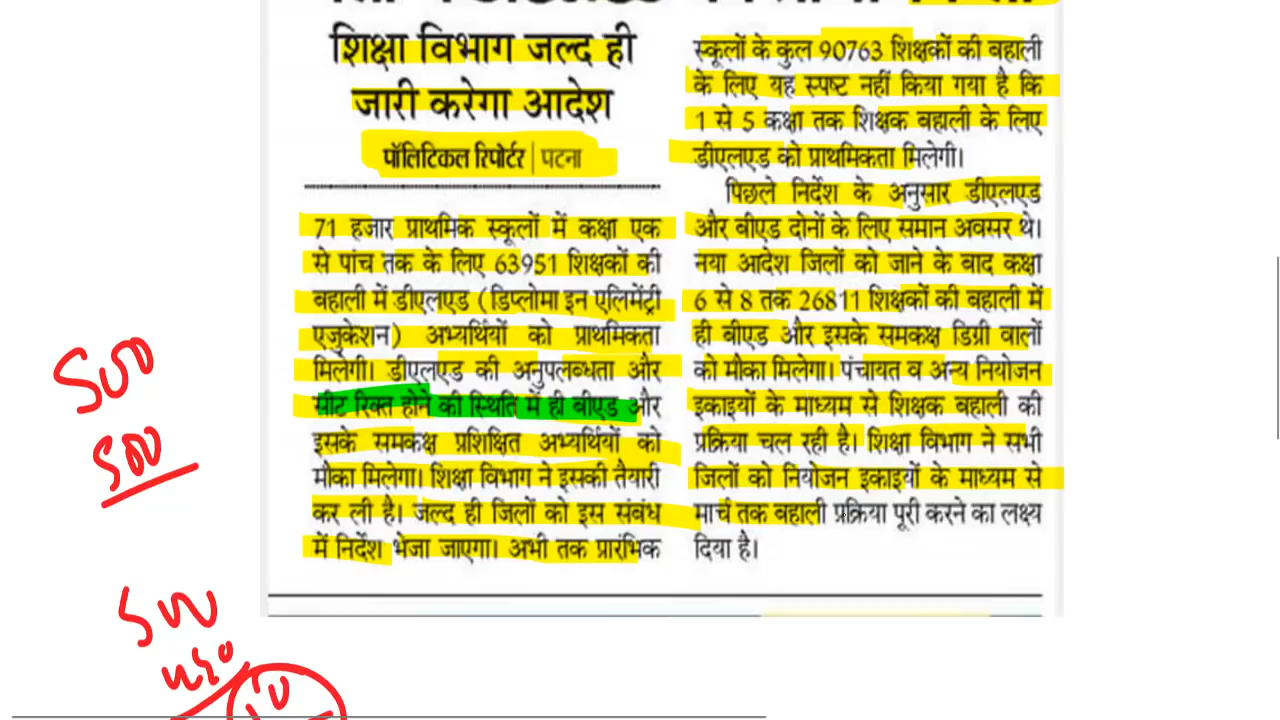 शिक्षा विभाग जल्द ही
जारी करेगा आदेश
पॉलिटिकल रिपोर्टर | पटना
71 हजार प्राथमिक स्कूलों में कक्षा एक
से पांच तक के लिए 63951 शिक्षकों की
बहाली में डीएलएड (डिप्लोमा इन एलिमेंट्री
एजुकेशन) अभ्यर्थियों को प्राथमिकता
मिलेगी। डीएलएड की अनुपलब्धता और
सीट रिक्त होने की स्थिति में ही बीएड और
इसके समकक्ष प्रशिक्षित अभ्यर्थियों को
मौका मिलेगा। शिक्षा विभाग ने इसकी तैयारी
कर ली है। जल्द ही जिलों को इस संबंध
में निर्देश भेजा जाएगा। अभी तक प्रारंभिक
स्कूलों के कुल 90763 शिक्षकों की बहाली
के लिए यह स्पष्ट नहीं किया गया है कि
1 से 5 कक्षा तक शिक्षक बहाली के लिए
डीएलएड को प्राथमिकता मिलेगी।
पिछले निर्देश के अनुसार डीएलएड
और बीएड दोनों के लिए समान अवसर थे।
नया आदेश जिलों को जाने के बाद कक्षा
6 से 8 तक 26811 शिक्षकों की बहाली में
ही बीएड और इसके समकक्ष डिग्री वालों
को मौका मिलेगा। पंचायत व अन्य नियोजन
इकाइयों के माध्यम से शिक्षक बहाली की
प्रक्रिया चल रही है। शिक्षा विभाग ने सभी
जिलों को नियोजन इकाइयों के माध्यम से
मार्च तक बहाली प्रक्रिया पूरी करने का लक्ष्य
दिया है।
500
500
500
450